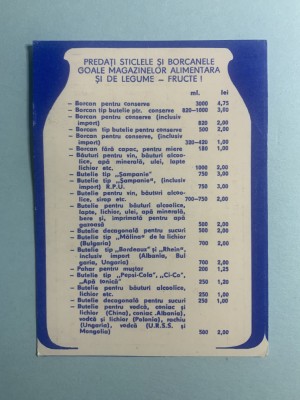 PREDAȚI STICLELE ȘI BORCANELE
GOALE MAGAZINELOR ALIMENTARA
ȘI DE LEGUME — FRUCTE !
ml. lei
— Borcan pentru conserve 3000 4,75
— Borcan tip butelie ptr. conserve 820—1000 2,50
— Borcan pentru conserve (inclusiv
import) 820 2,00
— Borcan tip butelie pentru conserve 500 2,00
— Borcan pentru conserve, (inclusiv
import) 300—420 1,50
— Borcan fără capac, pentru miere 180 1,00
— Băuturi pentru vin, băuturi alcoo-
lice, apă minerală, ulei, lapte
lichior etc. 1000 3,00
— Butelie tip „Șampanie" 750 3,00
— Butelie tip „Șampanie", (inclusiv
import) R.P.U. 750 3,00
— Butelie pentru vin, băuturi alcoo-
lice, sirop etc. 700—750 2,00
— Butelie pentru băuturi alcoolice,
lapte, lichior, ulei, apă minerală,
bere și, imprimată pentru apă
gazoasă 500 2,00
— Butelie decagonală pentru sucuri 500 2,00
— Butelie tip „Mălina" de la lichior
(Bulgaria) 700 2,00
— Butelie tip „Bordeaux" și „Rhein",
inclusiv import (Albania, Bul
garia, Ungaria) 700 2,00
— Pahar pentru muștar 200 1,25
— Butelie tip „Pepsi-Cola", „Ci-Co",
„Apă tonică" 250 1,50
— Butelie pentru băuturi alcoolice,
lichior etc. 250 1,50
— Butelie decagonală pentru sucuri 250 1,50
— Butelie pentru vodcă, coniac și
lichior (China), coniac (Albania),
vodcă și lichior (Polonia), rachiu
(Ungaria), vodcă (U.R.S.S. și
Mongolia) 500 2,00